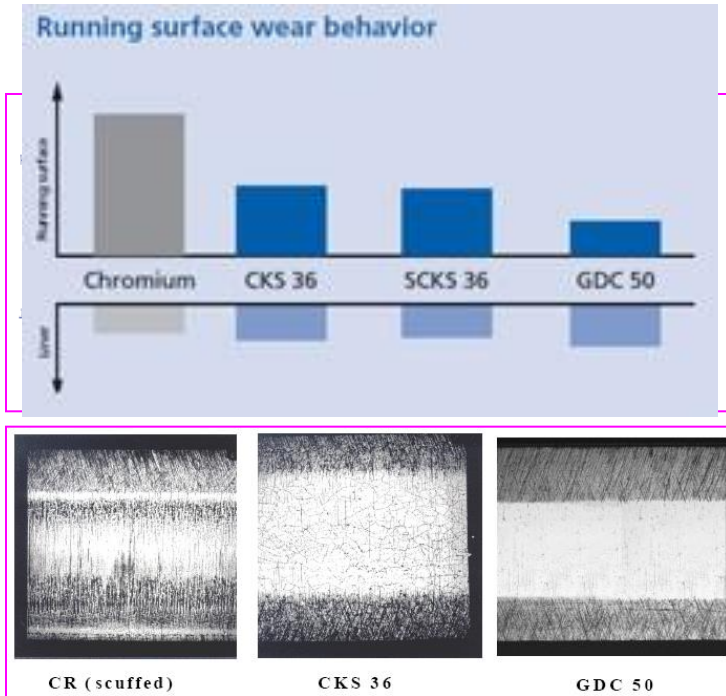 Running surface wear behavior
Running surface
Chromium CKS 36 SCKS 36 GDC 50
Liner
CR (scuffed) CKS 36 GDC 50